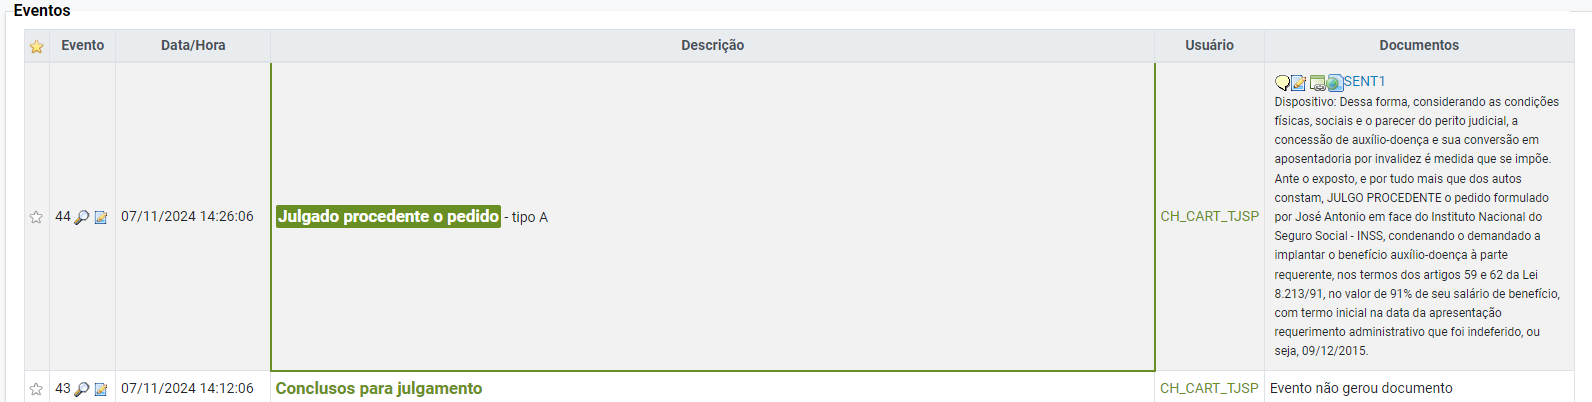 Eventos
Evento Data/Hora Descrição Usuário Documentos
44 07/11/2024 14:26:06 Julgado procedente o pedido - tipo A CH_CART_TJSP SENT1
Dispositivo: Dessa forma, considerando as condições
físicas, sociais e o parecer do perito judicial, a
concessão de auxílio-doença e sua conversão em
aposentadoria por invalidez é medida que se impõe.
Ante o exposto, e por tudo mais que dos autos
constam, JULGO PROCEDENTE o pedido formulado
por José Antonio em face do Instituto Nacional do
Seguro Social - INSS, condenando o demandado a
implantar o benefício auxílio-doença à parte
requerente, nos termos dos artigos 59 e 62 da Lei
8.213/91, no valor de 91% de seu salário de benefício,
com termo inicial na data da apresentação
requerimento administrativo que foi indeferido, ou
seja, 09/12/2015.
43 07/11/2024 14:12:06 Conclusos para julgamento CH_CART_TJSP Evento não gerou documento